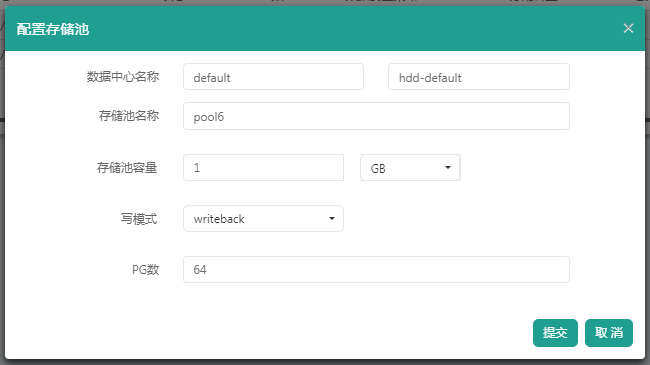 配置存储池
数据中心名称 default hdd-default
存储池名称 pool6
存储池容量 1 GB
写模式 writeback
PG数 64
提交 取 消